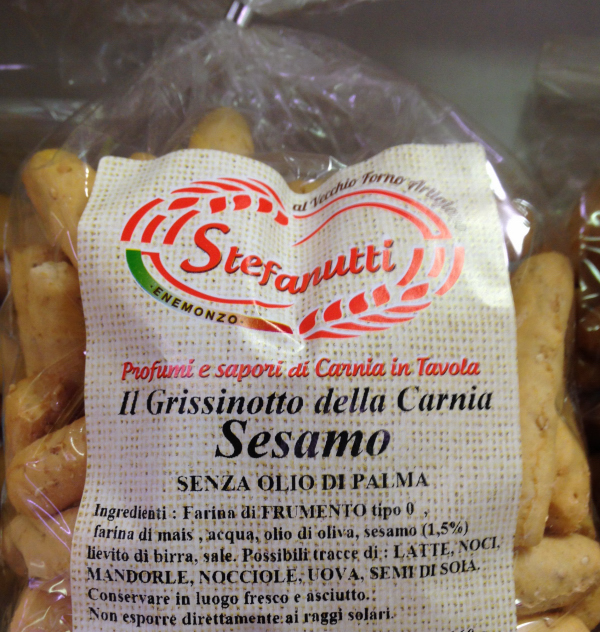 al Vecchio Forno Artigia
Stefanutti
·ENEMONZO·
Profumi e sapori di Carnia in Tavola
Il Grissinotto della Carnia
Sesamo
SENZA OLIO DI PALMA
Ingredienti : Farina di FRUMENTO tipo 0 ,
farina di mais , acqua, olio di oliva, sesamo (1,5%)
lievito di birra, sale. Possibili tracce di : LATTE, NOCI,
MANDORLE, NOCCIOLE, UOVA, SEMI DI SOIA.
Conservare in luogo fresco e asciutto.:
Non esporre direttamente ai raggi solari.